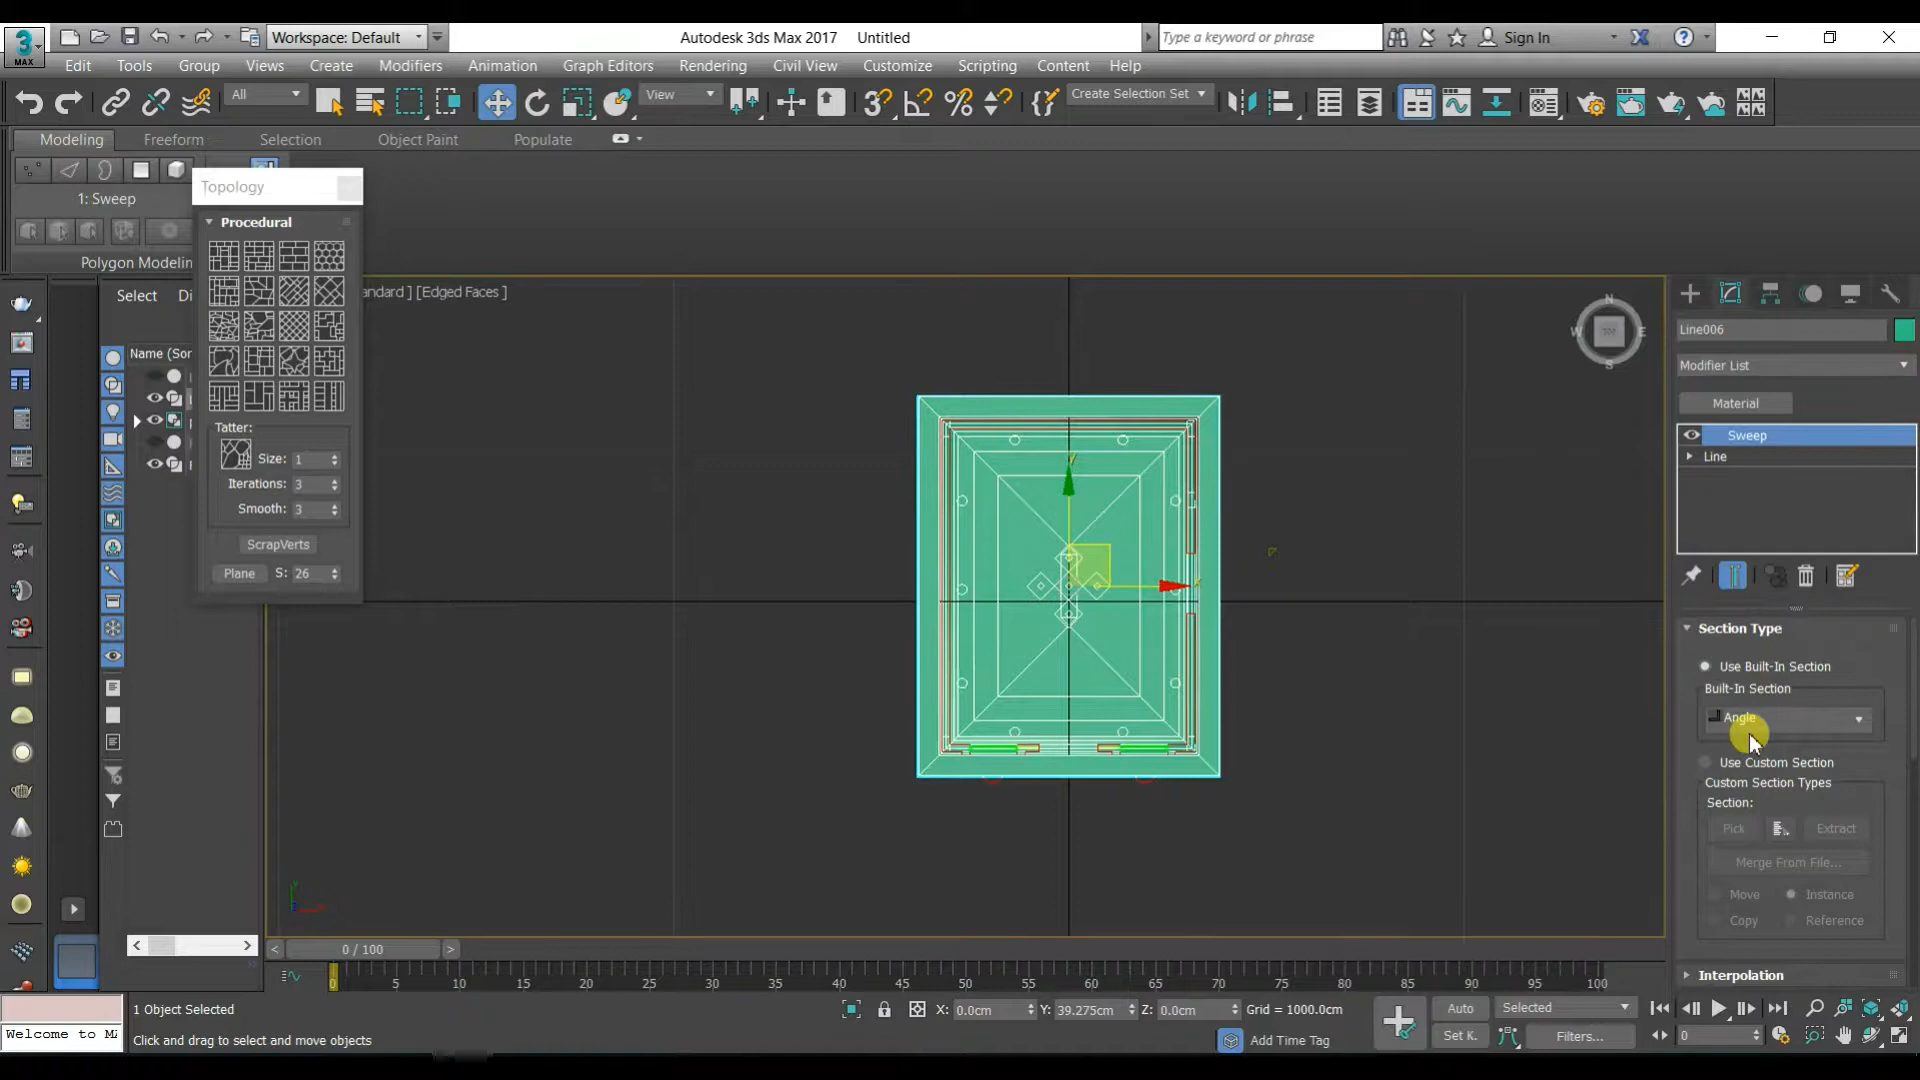 3
MAX
Workspace: Default
Autodesk 3ds Max 2017 Untitled
Type a keyword or phrase
Sign In
Edit Tools Group Views Create Modifiers Animation Graph Editors Rendering Civil View Customize Scripting Content Help
All
View
Create Selection Set
Modeling Freeform Selection Object Paint Populate
1: Sweep
Polygon Modelin
Topology
Procedural
Tatter:
Size: 1
Iterations: 3
Smooth: 3
ScrapVerts
Plane S: 26
Select Di
Name (Sor
andard ] [Edged Faces ]
N
W E
S
Line006
Modifier List
Material
Sweep
Line
Section Type
Use Built-In Section
Built-In Section
Angle
Use Custom Section
Custom Section Types
Section:
Pick Extract
Merge From File...
Move Instance
Copy Reference
Interpolation
< 0 / 100 >
0 5 10 15 20 25 30 35 40 45 50 55 60 65 70 75 80 85 90 95 100
1 Object Selected
X: 0.0cm Y: 39.275cm Z: 0.0cm Grid = 1000.0cm
Auto Selected
Welcome to MA
Click and drag to select and move objects
Add Time Tag
Set K. Filters...
0